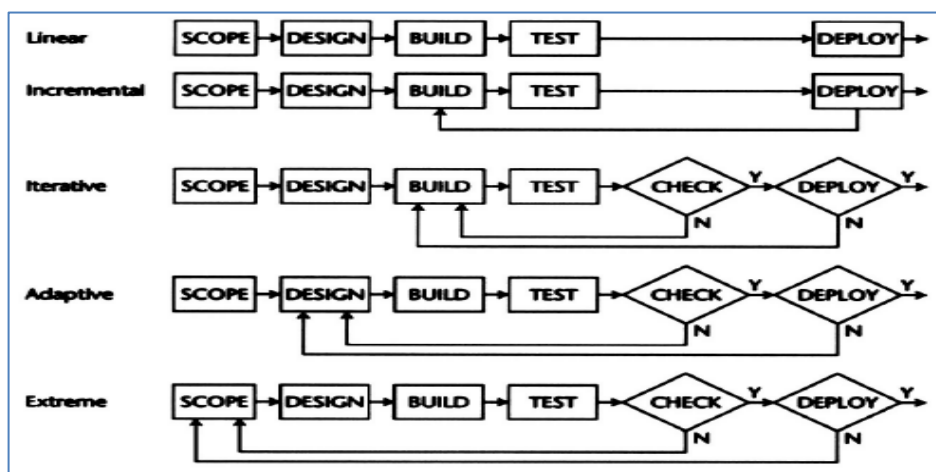 Linear SCOPE DESIGN BUILD TEST DEPLOY
Incremental SCOPE DESIGN BUILD TEST DEPLOY
Iterative SCOPE DESIGN BUILD TEST CHECK Y DEPLOY Y
N N
Adaptive SCOPE DESIGN BUILD TEST CHECK Y DEPLOY Y
N N
Extreme SCOPE DESIGN BUILD TEST CHECK Y DEPLOY Y
N N